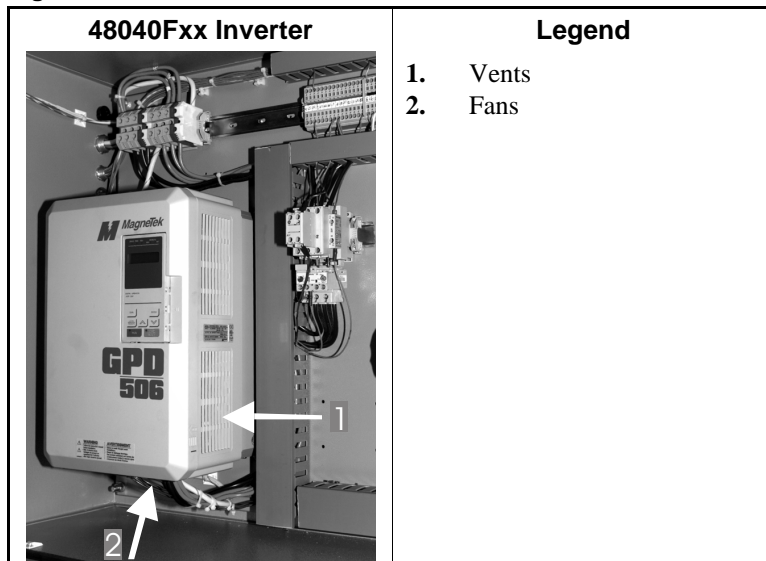 48040Fxx Inverter
Legend
1. Vents
2. Fans
MagneTek
GPD
506
1
2